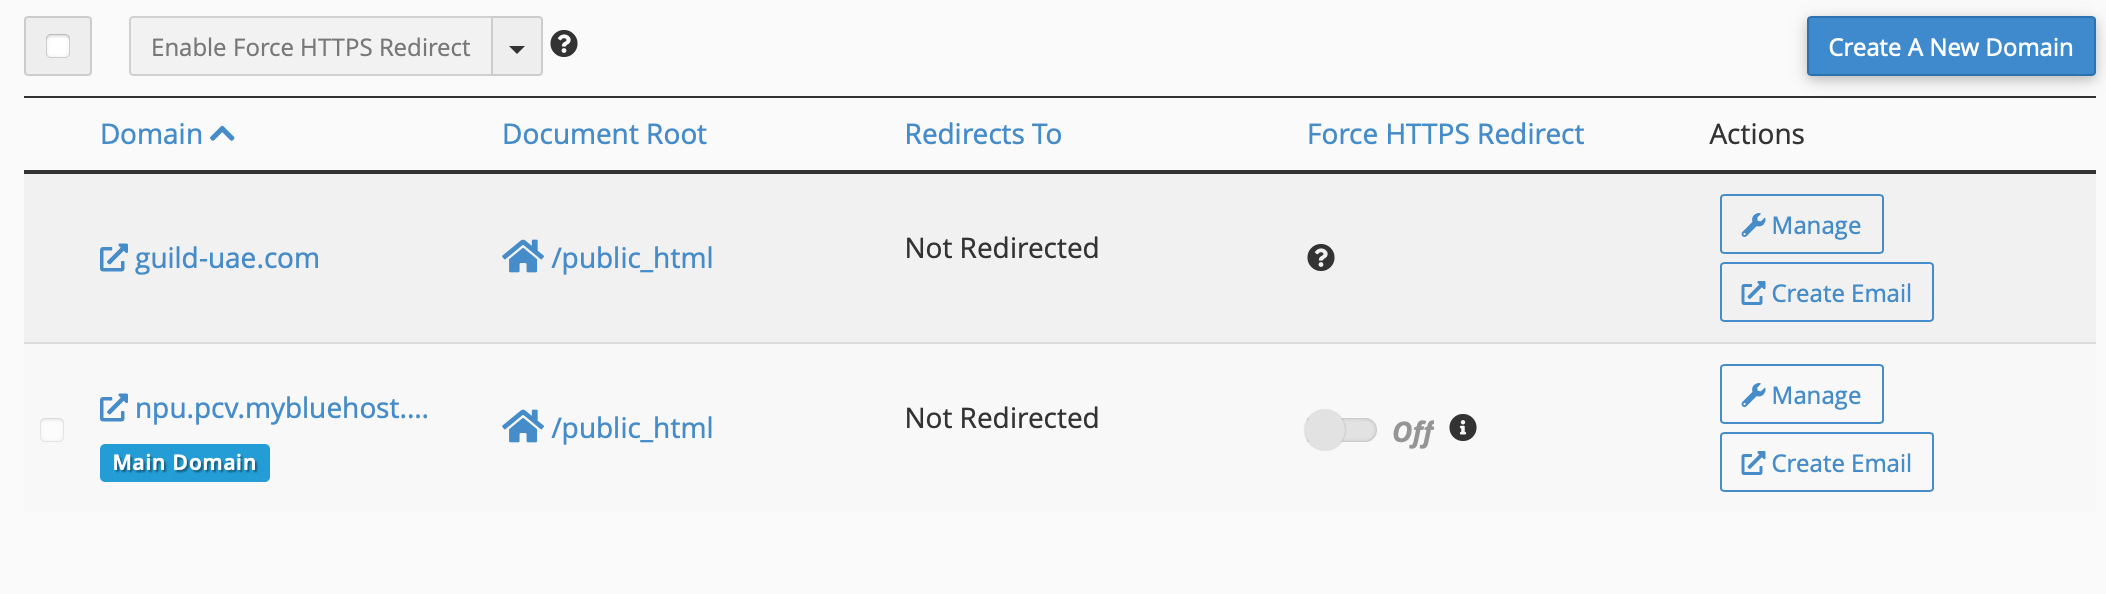 Enable Force HTTPS Redirect
Create A New Domain
Domain Document Root Redirects To Force HTTPS Redirect Actions
guild-uae.com /public_html Not Redirected Manage
Create Email
npu.pcv.mybluehost.... /public_html Not Redirected Off Manage
Main Domain Create Email